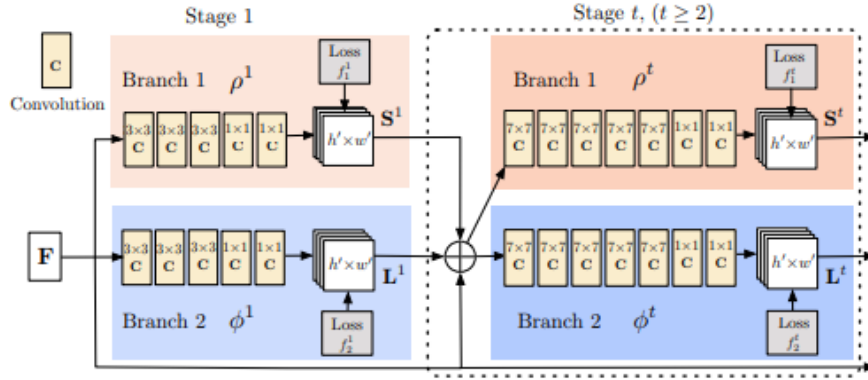 Stage 1
Stage t, (t ≥ 2)
C
Convolution
Branch 1 ρ¹
Loss
f₁¹
3×3 C 3×3 C 3×3 C 1×1 C 1×1 C
h′×w′
S¹
Branch 1 ρᵗ
Loss
f₁ᵗ
7×7 C 7×7 C 7×7 C 7×7 C 7×7 C 1×1 C 1×1 C
h′×w′
Sᵗ
F
3×3 C 3×3 C 3×3 C 1×1 C 1×1 C
h′×w′
L¹
Branch 2 ϕ¹
Loss
f₂¹
7×7 C 7×7 C 7×7 C 7×7 C 7×7 C 1×1 C 1×1 C
h′×w′
Lᵗ
Branch 2 ϕᵗ
Loss
f₂ᵗ